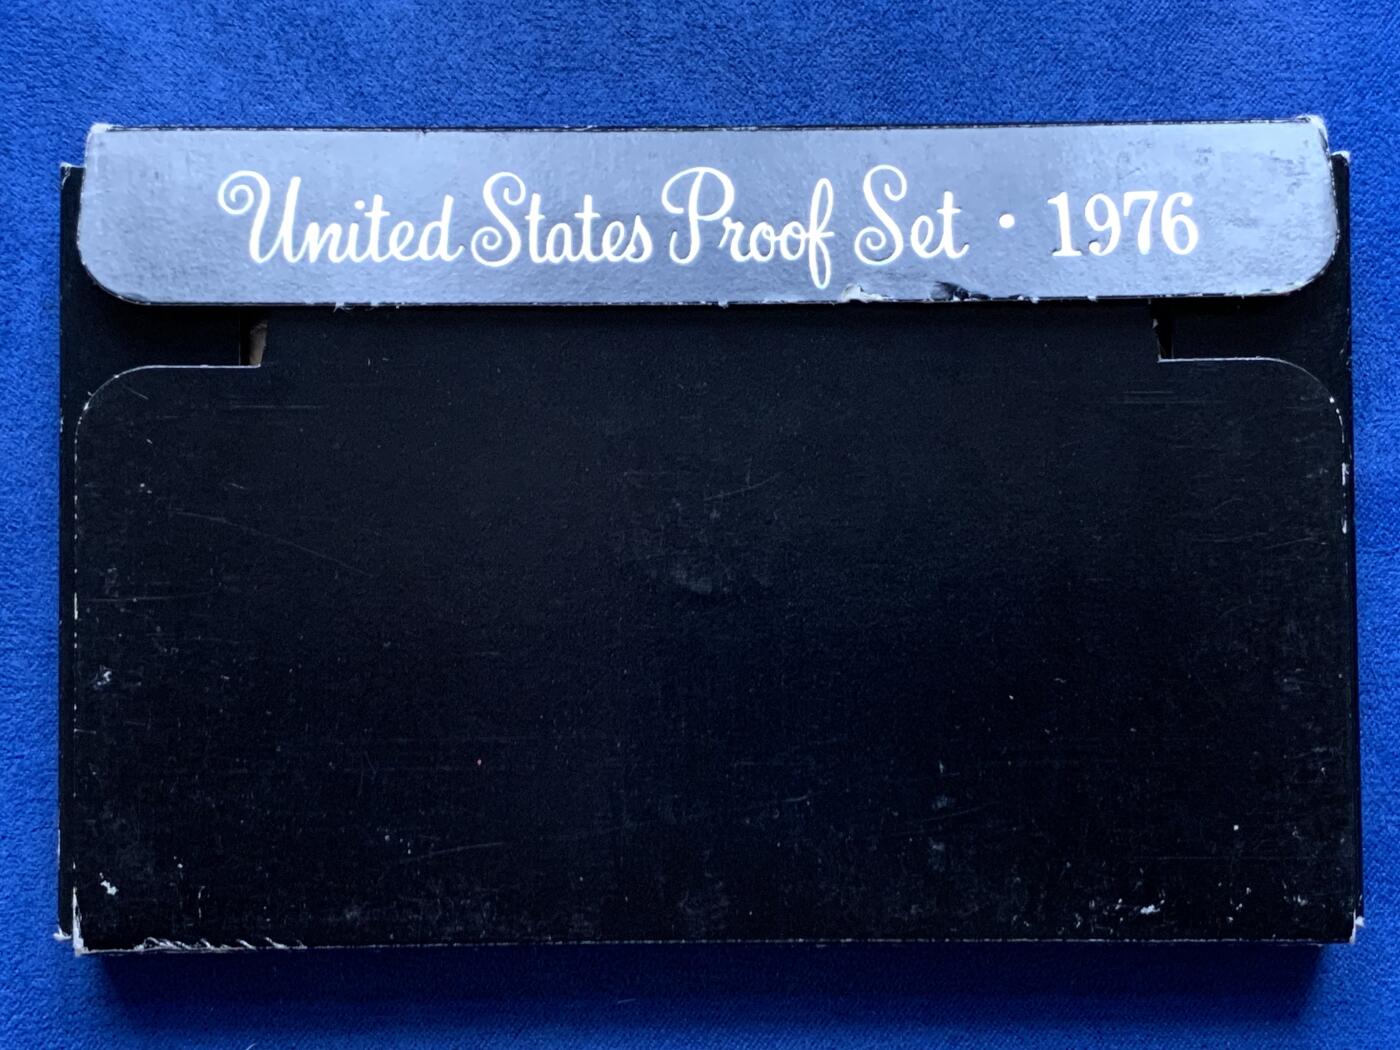 United States Proof Set • 1976